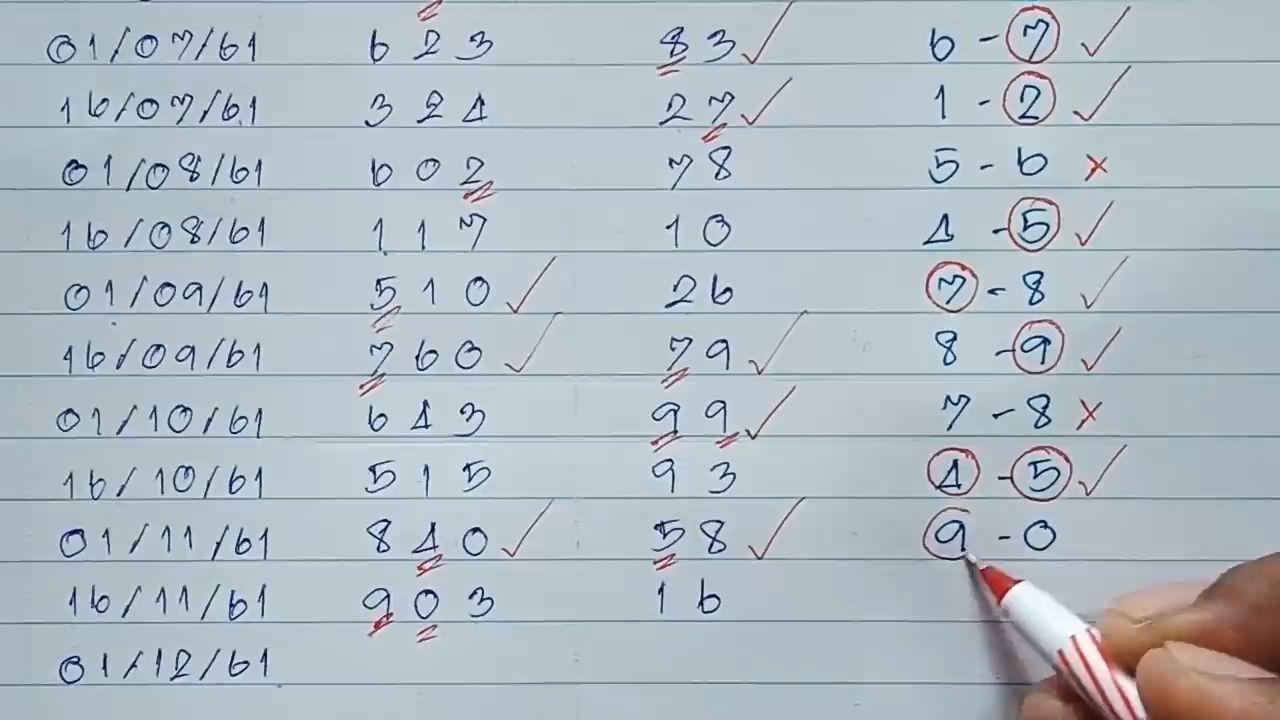 01/07/61 623 83 ✓ 6 - 7 ✓
16/07/61 324 27 ✓ 1 - 2 ✓
01/08/61 602 78 5 - 6 ×
16/08/61 117 10 4 - 5 ✓
01/09/61 510 ✓ 26 7 - 8 ✓
16/09/61 760 ✓ 79 ✓ 8 - 9 ✓
01/10/61 643 99 ✓ 7 - 8 ×
16/10/61 515 93 4 - 5 ✓
01/11/61 840 ✓ 58 ✓ 9 - 0
16/11/61 903 16
01/12/61